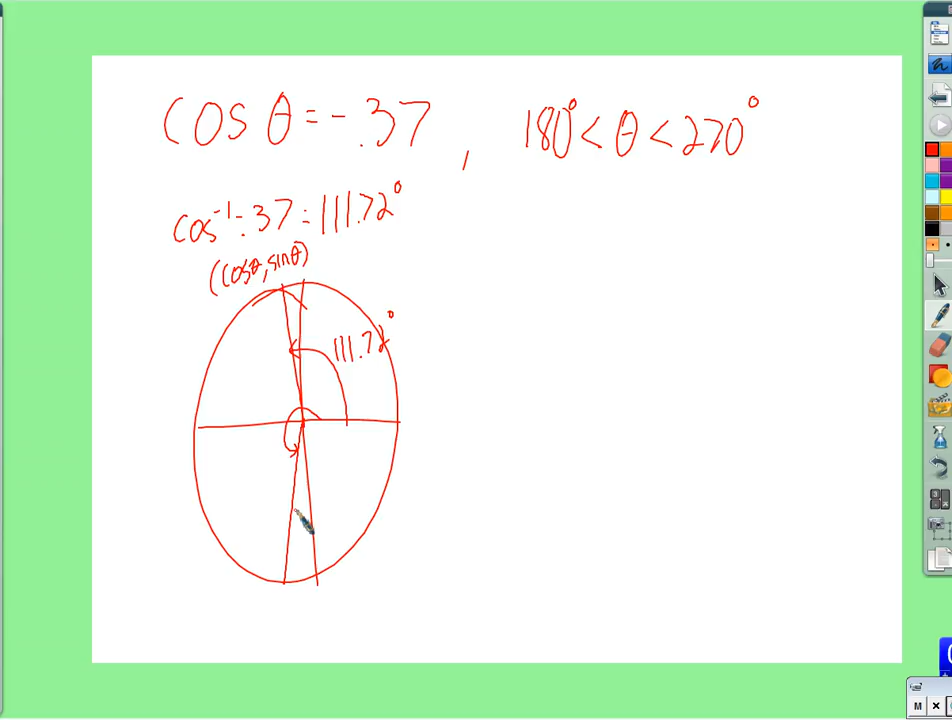 cos θ = -.37, 180° < θ < 270°
cos⁻¹ -.37 = 111.72°
(cosθ, sinθ)
111.72°
M